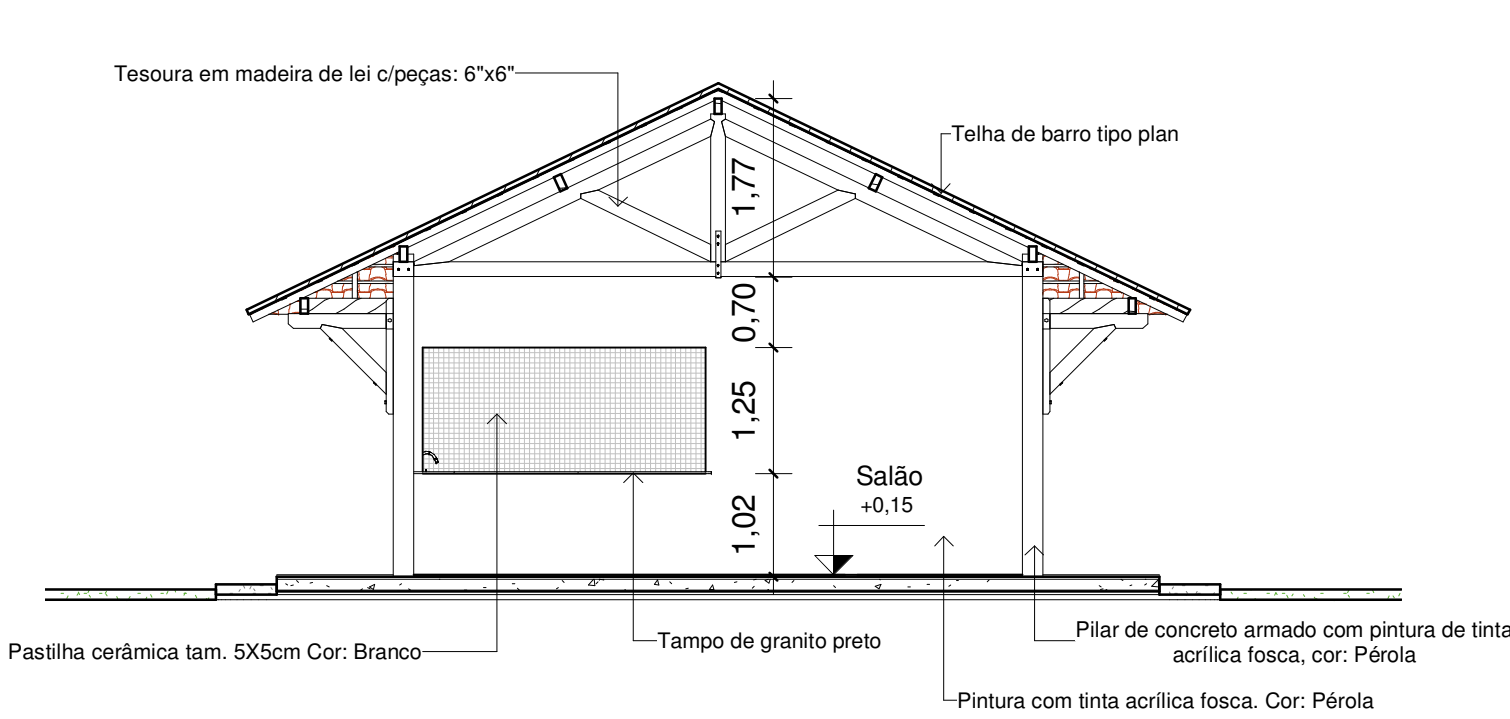 Tesoura em madeira de lei c/peças: 6"x6"
Telha de barro tipo plan
1,77
0,70
1,25
1,02
Salão
+0,15
Pastilha cerâmica tam. 5X5cm Cor: Branco
Tampo de granito preto
Pilar de concreto armado com pintura de tinta
acrílica fosca, cor: Pérola
Pintura com tinta acrílica fosca. Cor: Pérola